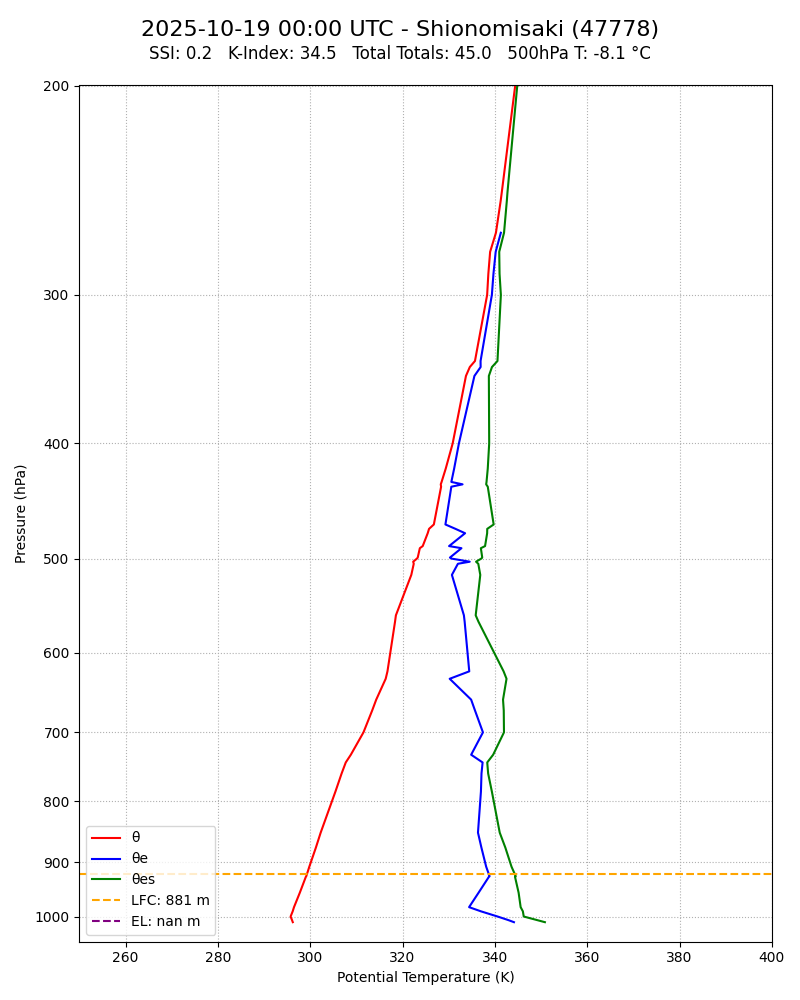 2025-10-19 00:00 UTC - Shionomisaki (47778)
SSI: 0.2 K-Index: 34.5 Total Totals: 45.0 500hPa T: -8.1 °C
200
300
400
500
600
700
800
900
1000
Pressure (hPa)
θ
θe
θes
LFC: 881 m
EL: nan m
260 280 300 320 340 360 380 400
Potential Temperature (K)